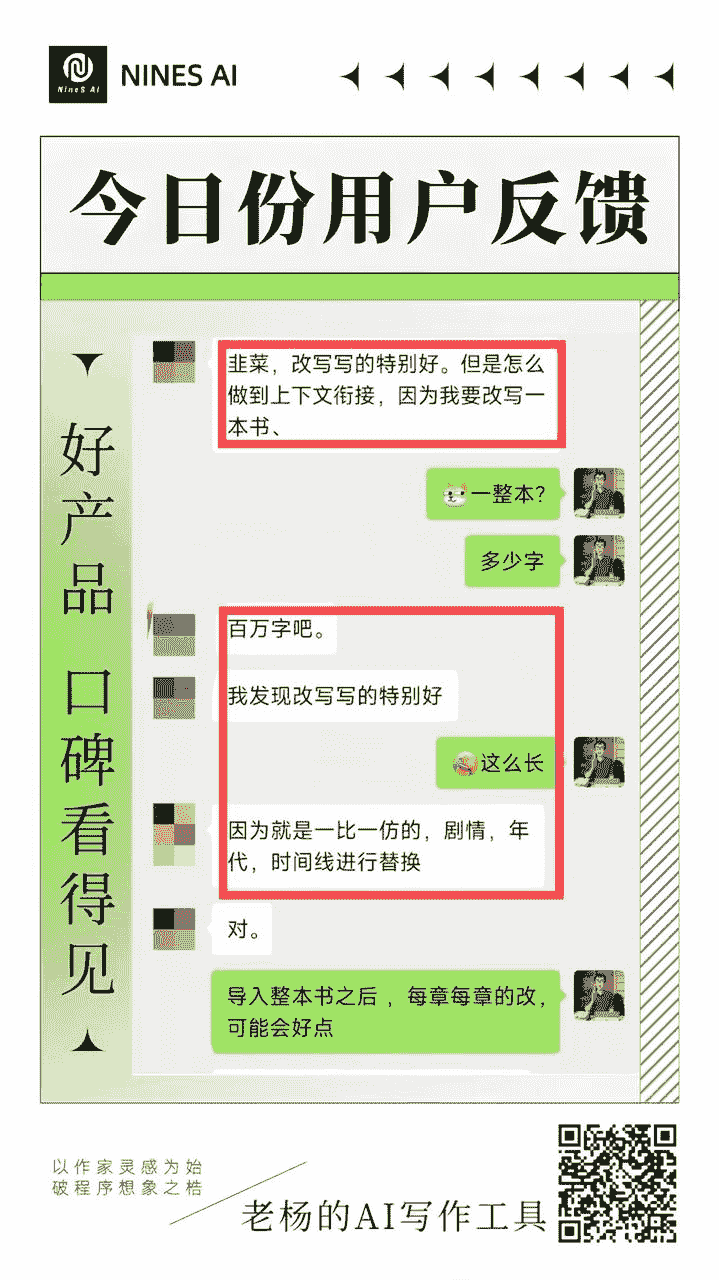 NineS AI
NINES AI
今日份用户反馈
好产品 口碑看得见
韭菜，改写写的特别好。但是怎么
做到上下文衔接，因为我要改写一
本书、
一整本？
多少字
百万字吧。
我发现改写写的特别好
这么长
因为就是一比一仿的，剧情，年
代，时间线进行替换
对。
导入整本书之后，每章每章的改，
可能会好点
以作家灵感为始
破程序想象之梏
老杨的AI写作工具